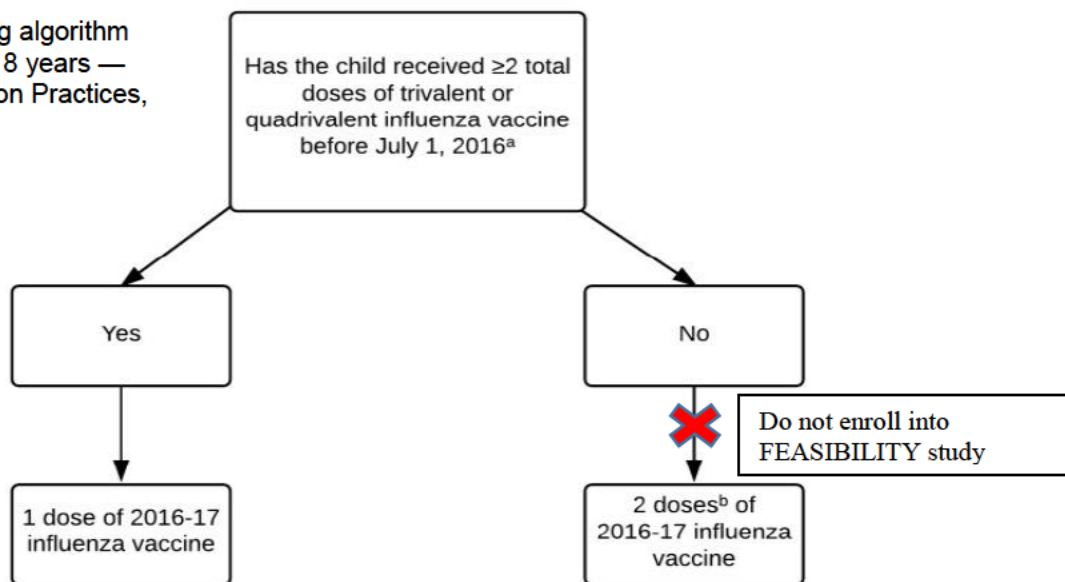 g algorithm
8 years —
on Practices,
Has the child received ≥2 total
doses of trivalent or
quadrivalent influenza vaccine
before July 1, 2016ᵃ
Yes
No
Do not enroll into
FEASIBILITY study
1 dose of 2016-17
influenza vaccine
2 dosesᵇ of
2016-17 influenza
vaccine